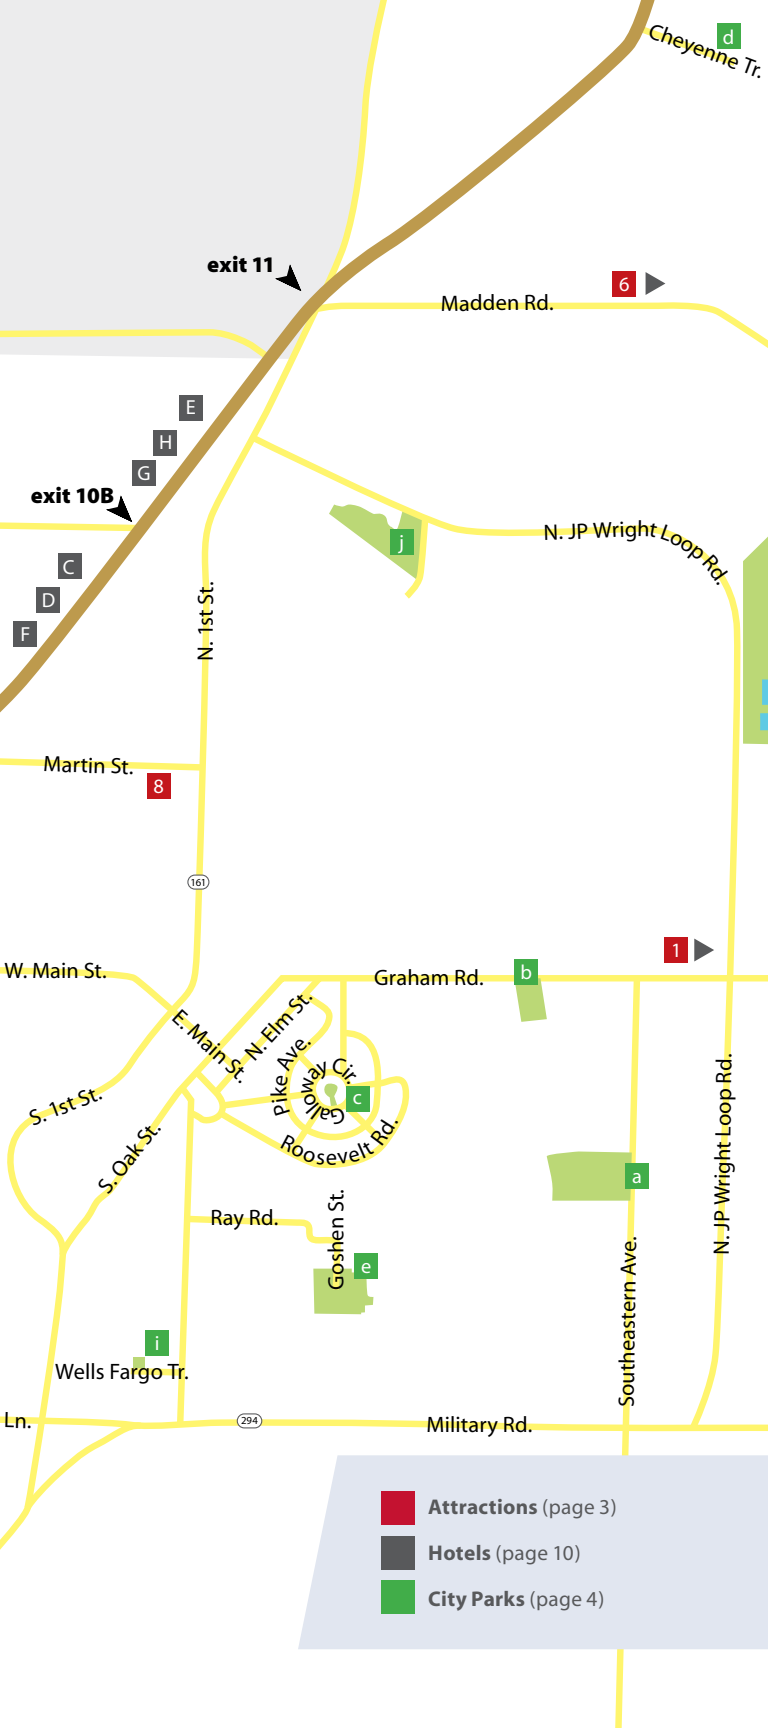 Cheyenne Tr.
d
exit 11
6
Madden Rd.
E
H
G
exit 10B
j
N. JP Wright Loop Rd.
C
D
F
N. 1st St.
Martin St.
8
161
1
W. Main St.
b
Graham Rd.
E. Main St.
N. Elm St.
Pike Ave.
Galloway Cir.
c
S. 1st St.
S. Oak St.
Roosevelt Rd.
N. JP Wright Loop Rd.
a
Ray Rd.
Goshen St.
e
Southeastern Ave.
i
Wells Fargo Tr.
Ln.
294
Military Rd.
Attractions (page 3)
Hotels (page 10)
City Parks (page 4)